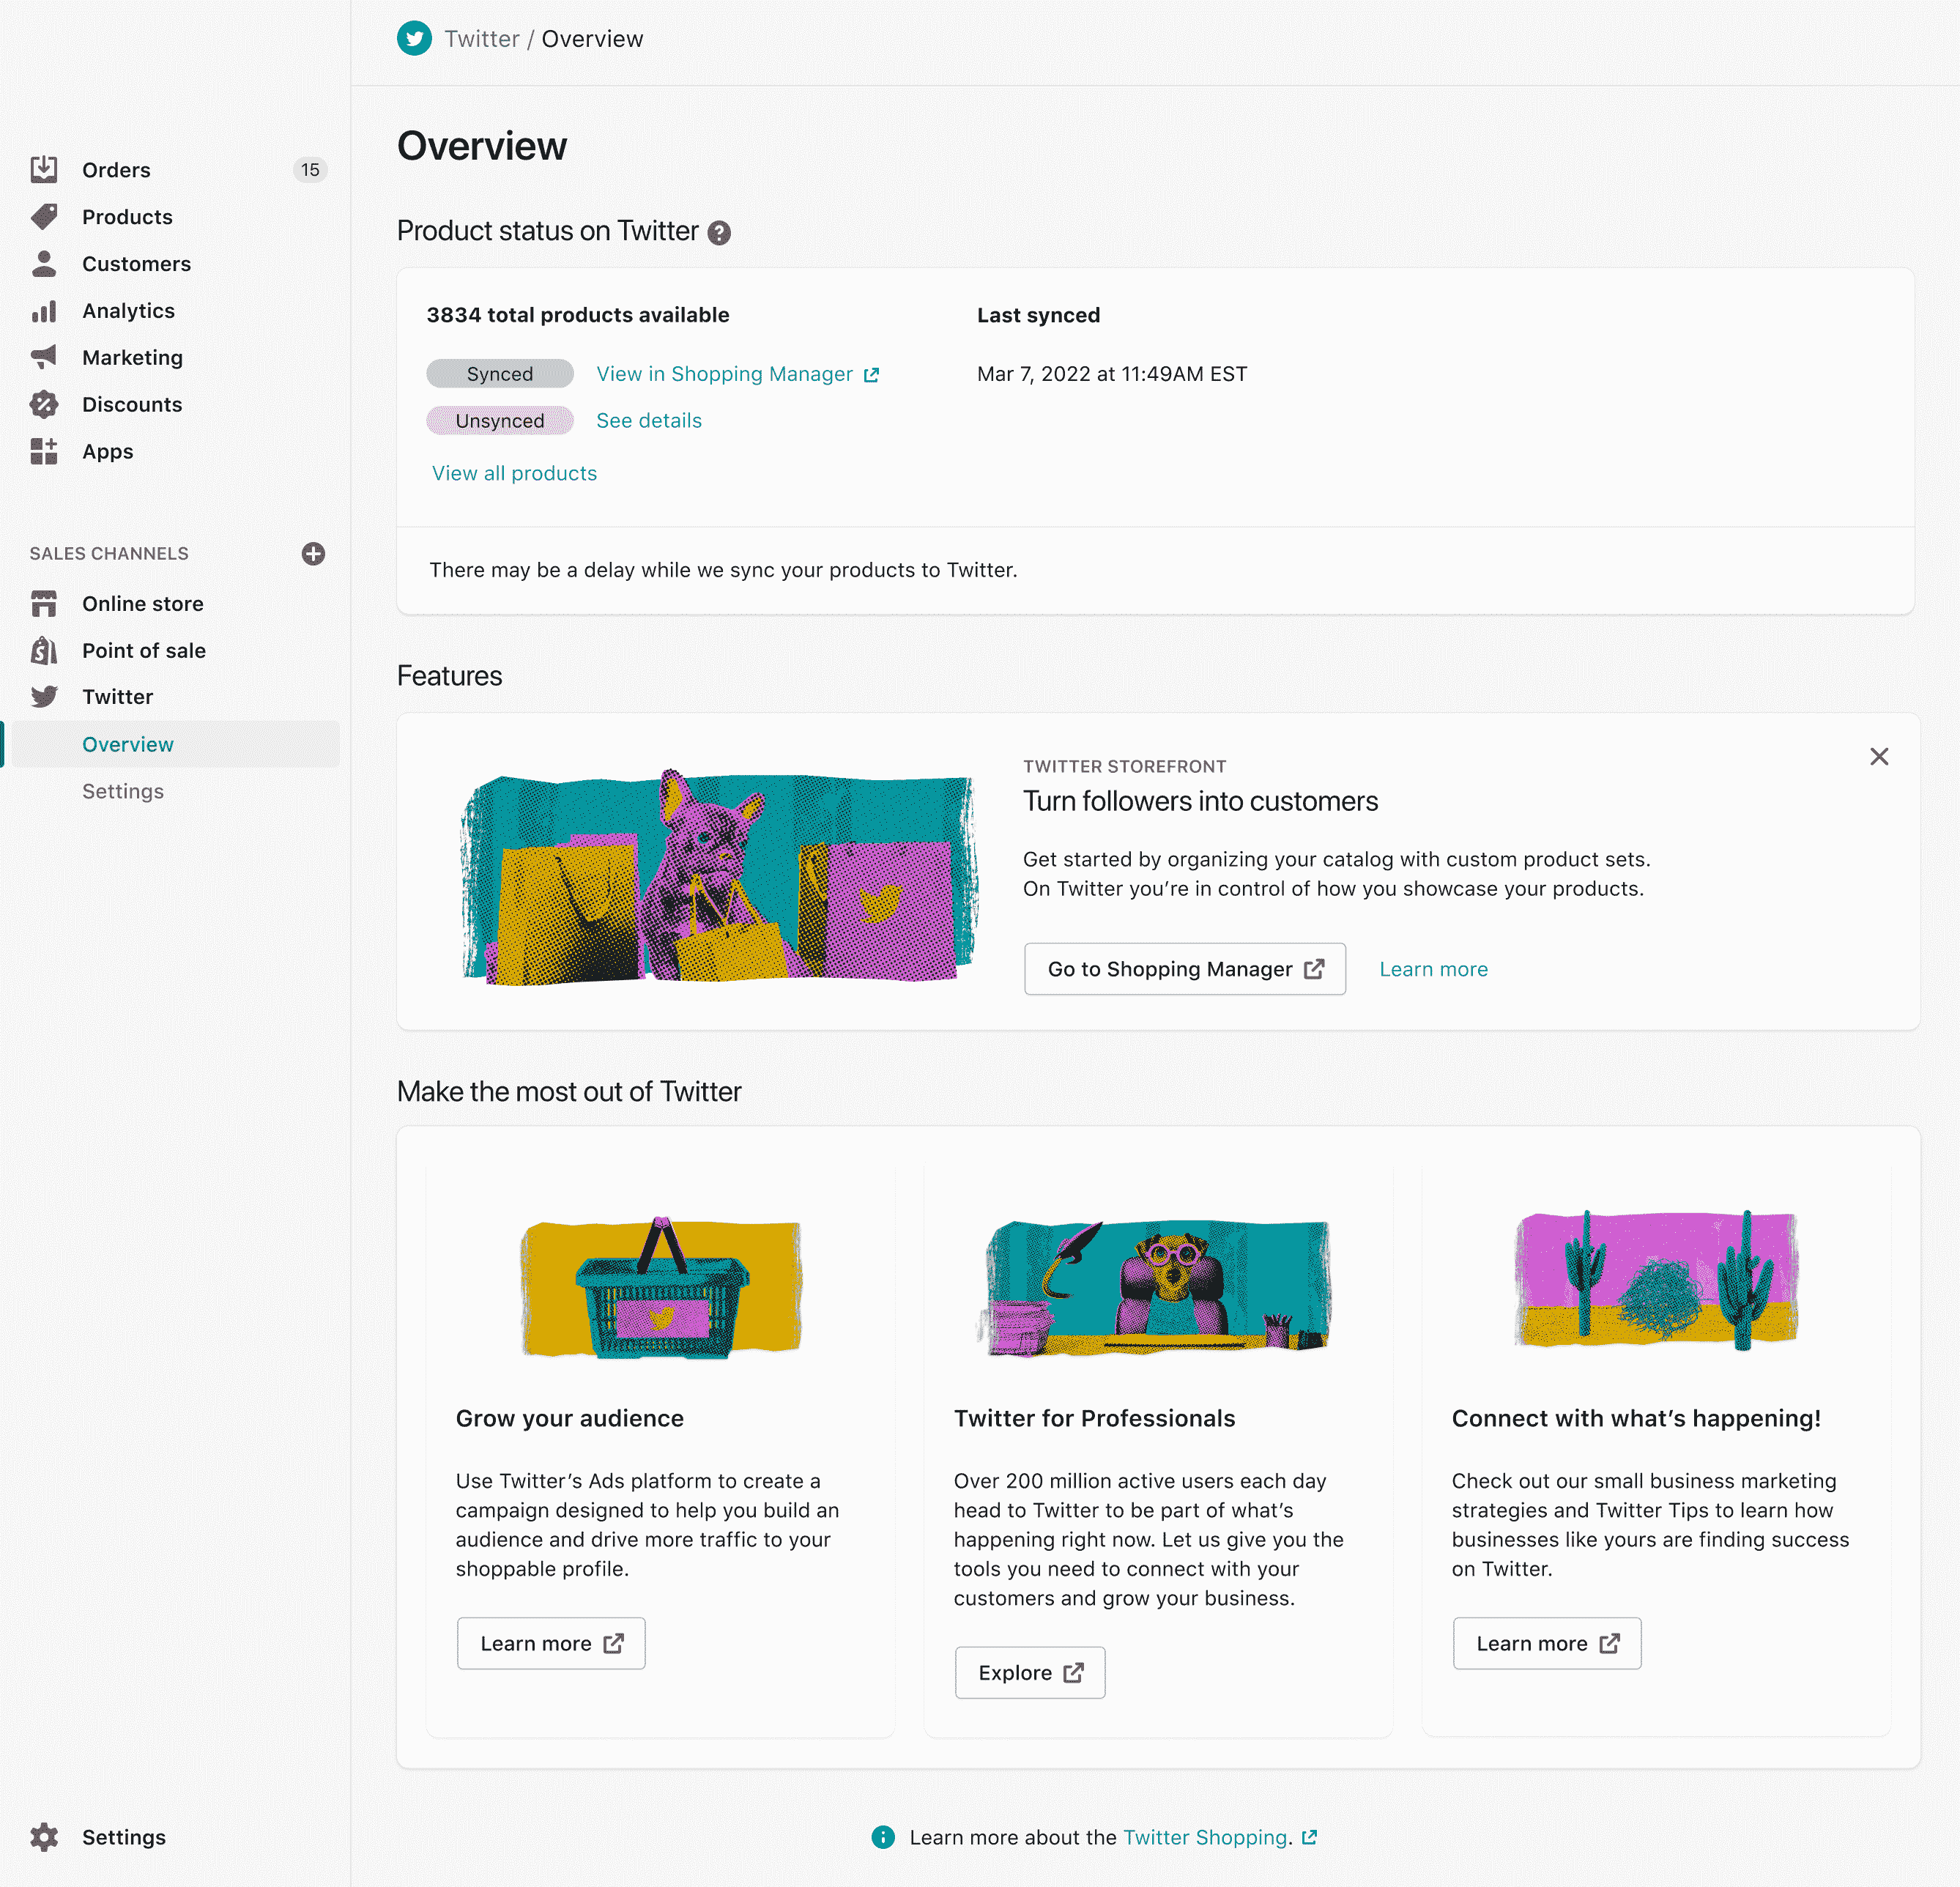 Twitter / Overview
Orders 15
Products
Customers
Analytics
Marketing
Discounts
Apps
SALES CHANNELS
Online store
Point of sale
Twitter
Overview
Settings
Settings
Overview
Product status on Twitter
3834 total products available
Synced View in Shopping Manager
Unsynced See details
View all products
Last synced
Mar 7, 2022 at 11:49AM EST
There may be a delay while we sync your products to Twitter.
Features
TWITTER STOREFRONT
Turn followers into customers
Get started by organizing your catalog with custom product sets.
On Twitter you’re in control of how you showcase your products.
Go to Shopping Manager Learn more
Make the most out of Twitter
Grow your audience
Use Twitter’s Ads platform to create a
campaign designed to help you build an
audience and drive more traffic to your
shoppable profile.
Learn more
Twitter for Professionals
Over 200 million active users each day
head to Twitter to be part of what’s
happening right now. Let us give you the
tools you need to connect with your
customers and grow your business.
Explore
Connect with what’s happening!
Check out our small business marketing
strategies and Twitter Tips to learn how
businesses like yours are finding success
on Twitter.
Learn more
Learn more about the Twitter Shopping.